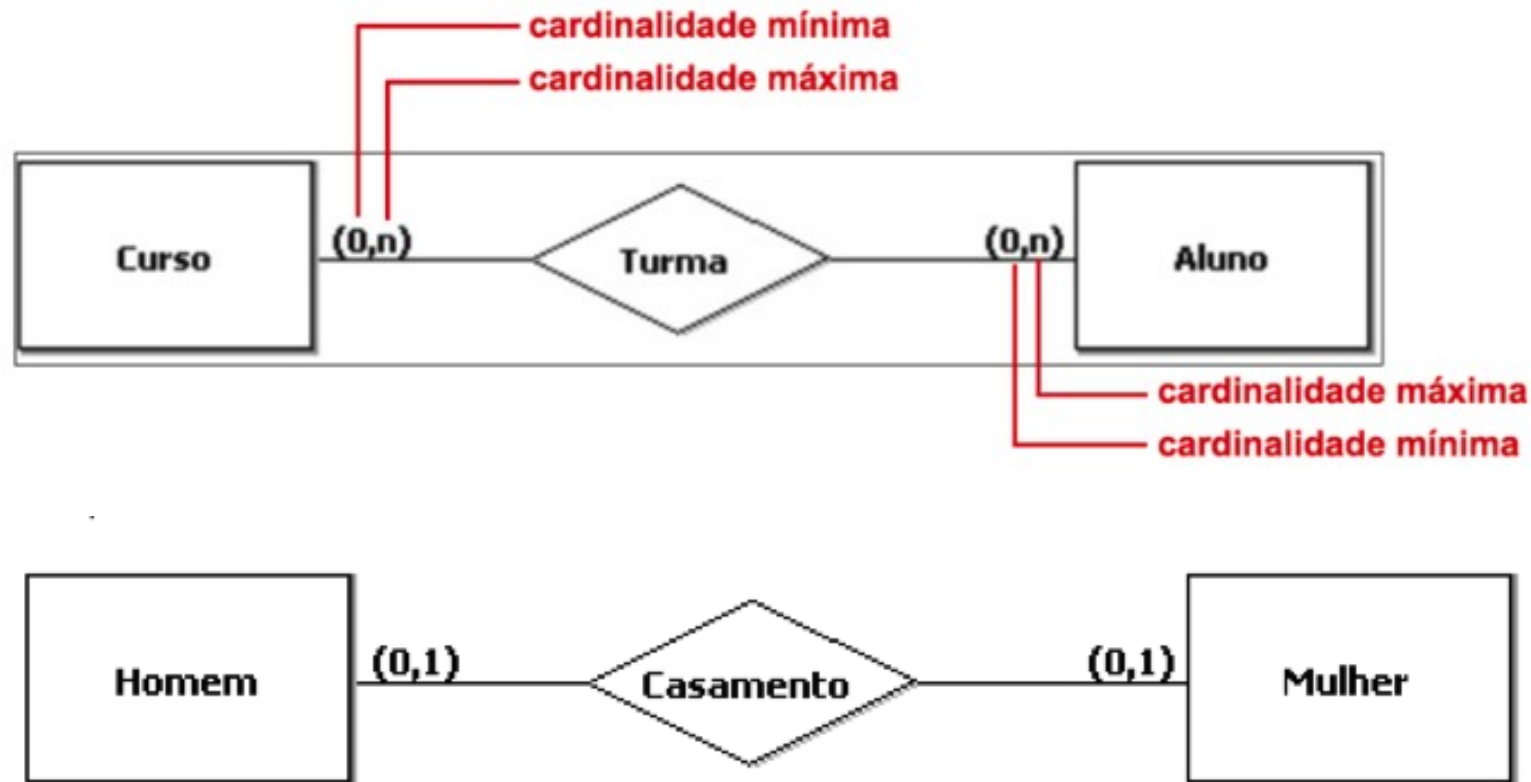 cardinalidade mínima
cardinalidade máxima
Curso (0,n) Turma (0,n) Aluno
cardinalidade máxima
cardinalidade mínima
Homem (0,1) Casamento (0,1) Mulher